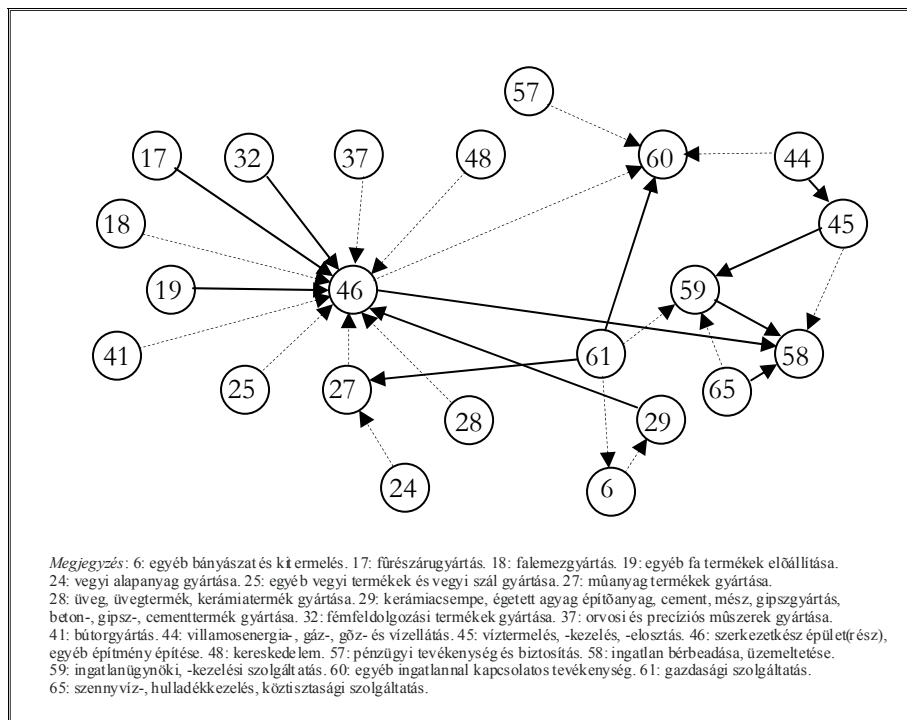 57
17
32
37
48
60
44
18
45
19
46
59
41
61
58
25
27
28
65
29
24
6
Megjegyzés: 6: egyéb bányászat és kitermelés. 17: fûrészárugyártás. 18: falemezgyártás. 19: egyéb fa termékek elõállítása.
24: vegyi alapanyag gyártása. 25: egyéb vegyi termékek és vegyi szál gyártása. 27: mûanyag termékek gyártása.
28: üveg, üvegtermék, kerámiatermék gyártása. 29: kerámiacsempe, égetett agyag építõanyag, cement, mész, gipszgyártás,
beton-, gipsz-, cementtermék gyártása. 32: fémfeldolgozási termékek gyártása. 37: orvosi és precíziós mûszerek gyártása.
41: bútorgyártás. 44: villamosenergia-, gáz-, gõz- és vízellátás. 45: víztermelés, -kezelés, -elosztás. 46: szerkezetkész épület(rész),
egyéb építmény építése. 48: kereskedelem. 57: pénzügyi tevékenység és biztosítás. 58: ingatlan bérbeadása, üzemeltetése.
59: ingatlanügynöki, -kezelési szolgáltatás. 60: egyéb ingatlannal kapcsolatos tevékenység. 61: gazdasági szolgáltatás.
65: szennyvíz-, hulladékkezelés, köztisztasági szolgáltatás.